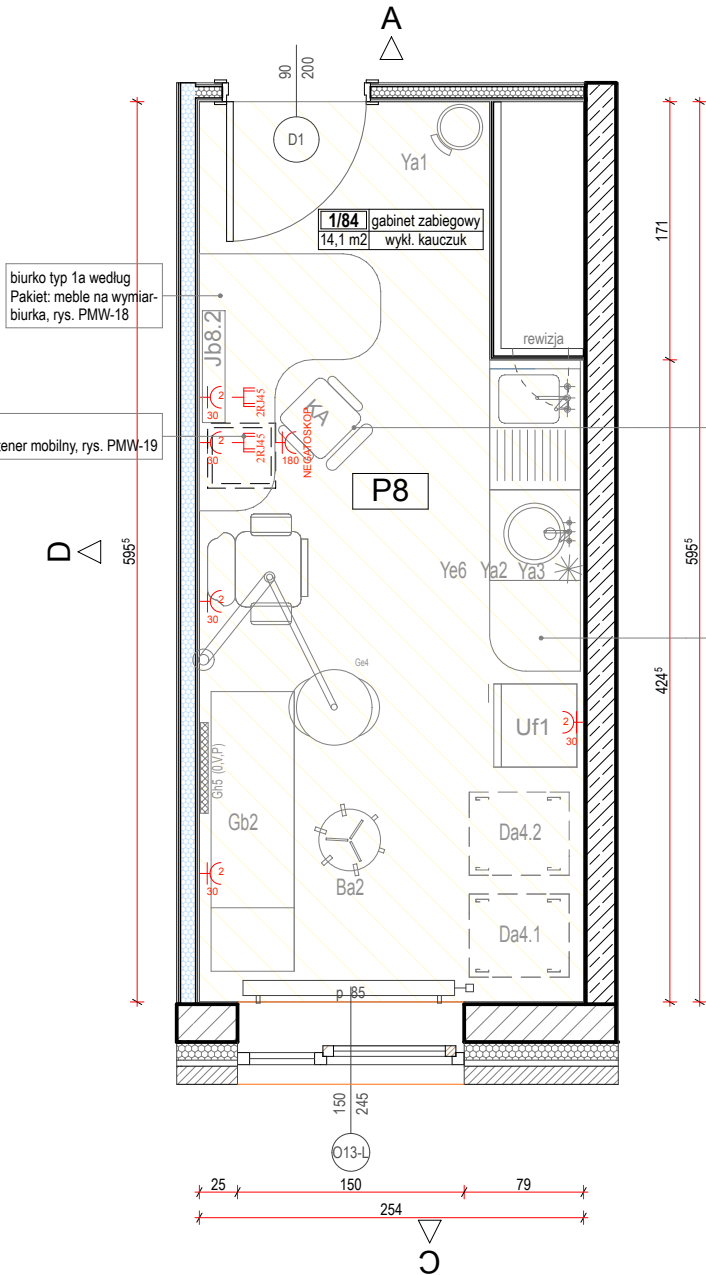 A
90
200
D1
Ya1
1/84 gabinet zabiegowy
14,1 m2 wykł. kauczuk
171
biurko typ 1a według
Pakiet: meble na wymiar-
biurka, rys. PMW-18
rewizja
Jb8.2
2
30
2RJ45
KA
tener mobilny, rys. PMW-19
2
30
2RJ45
180
NEGATOSKOP
P8
D
595⁵
595⁵
Ye6 Ya2 Ya3
2
30
Ge4
424⁵
Uf1
2
30
Gh5 (0,V,P)
Gb2
Da4.2
2
30
Ba2
Da4.1
p 85
150
245
O13-L
25
150
79
254
C